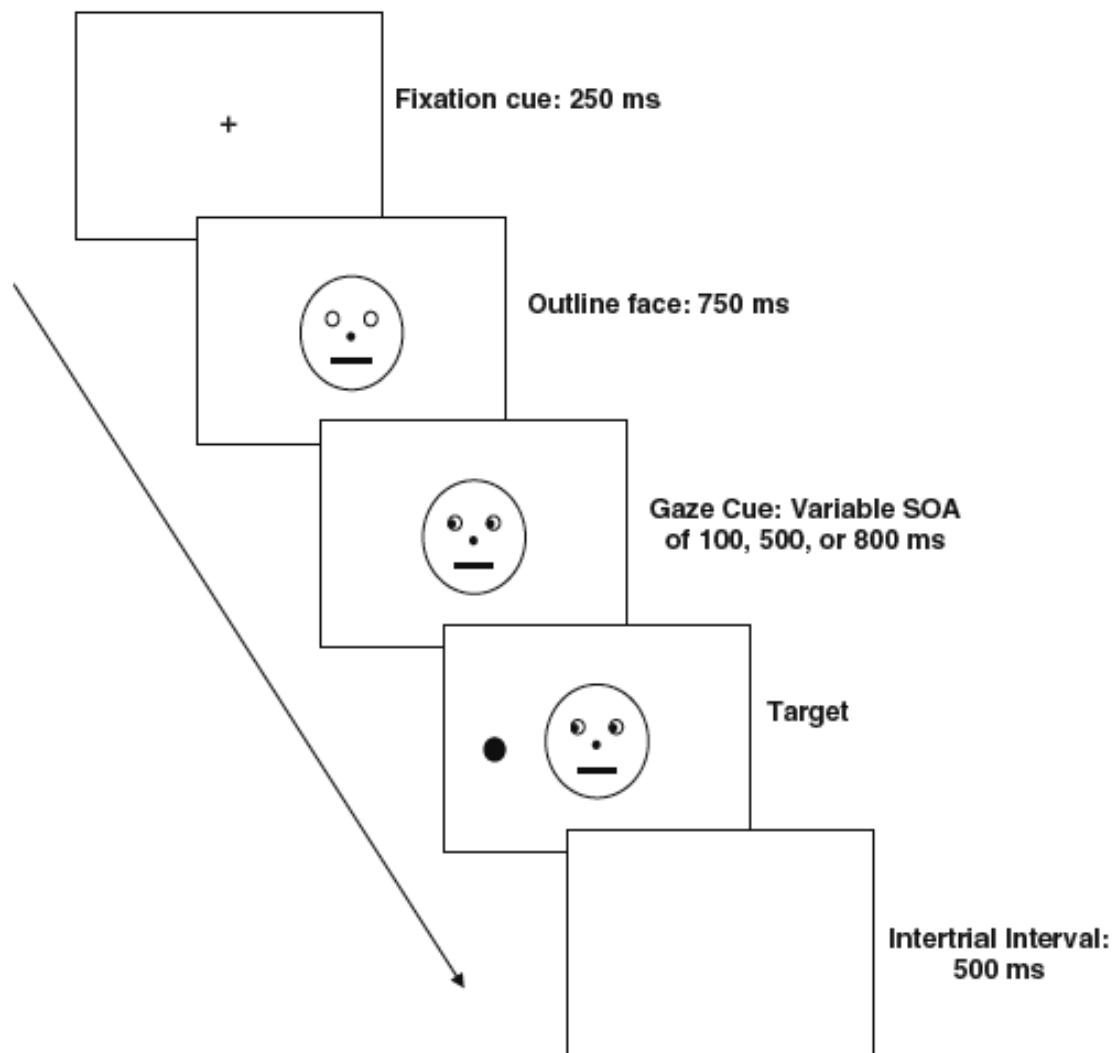 Fixation cue: 250 ms
Outline face: 750 ms
Gaze Cue: Variable SOA
of 100, 500, or 800 ms
Target
Intertrial Interval:
500 ms